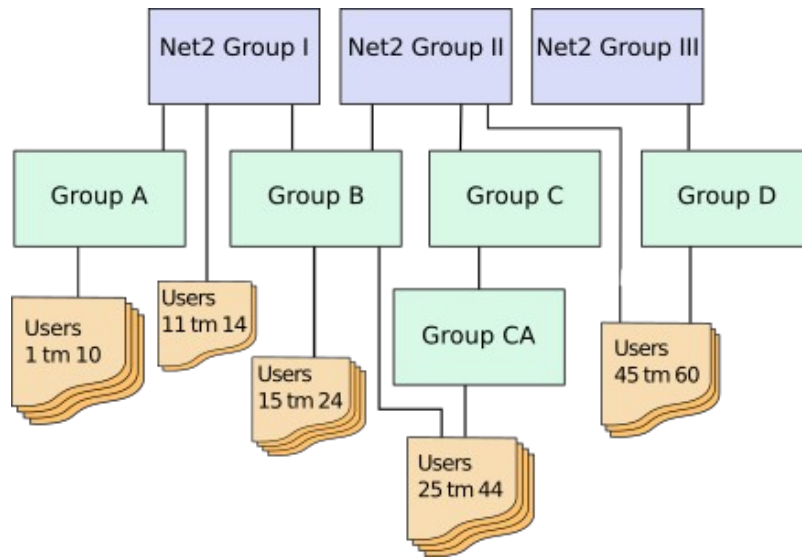 Net2 Group I
Net2 Group II
Net2 Group III
Group A
Group B
Group C
Group D
Users
1 tm 10
Users
11 tm 14
Group CA
Users
15 tm 24
Users
45 tm 60
Users
25 tm 44